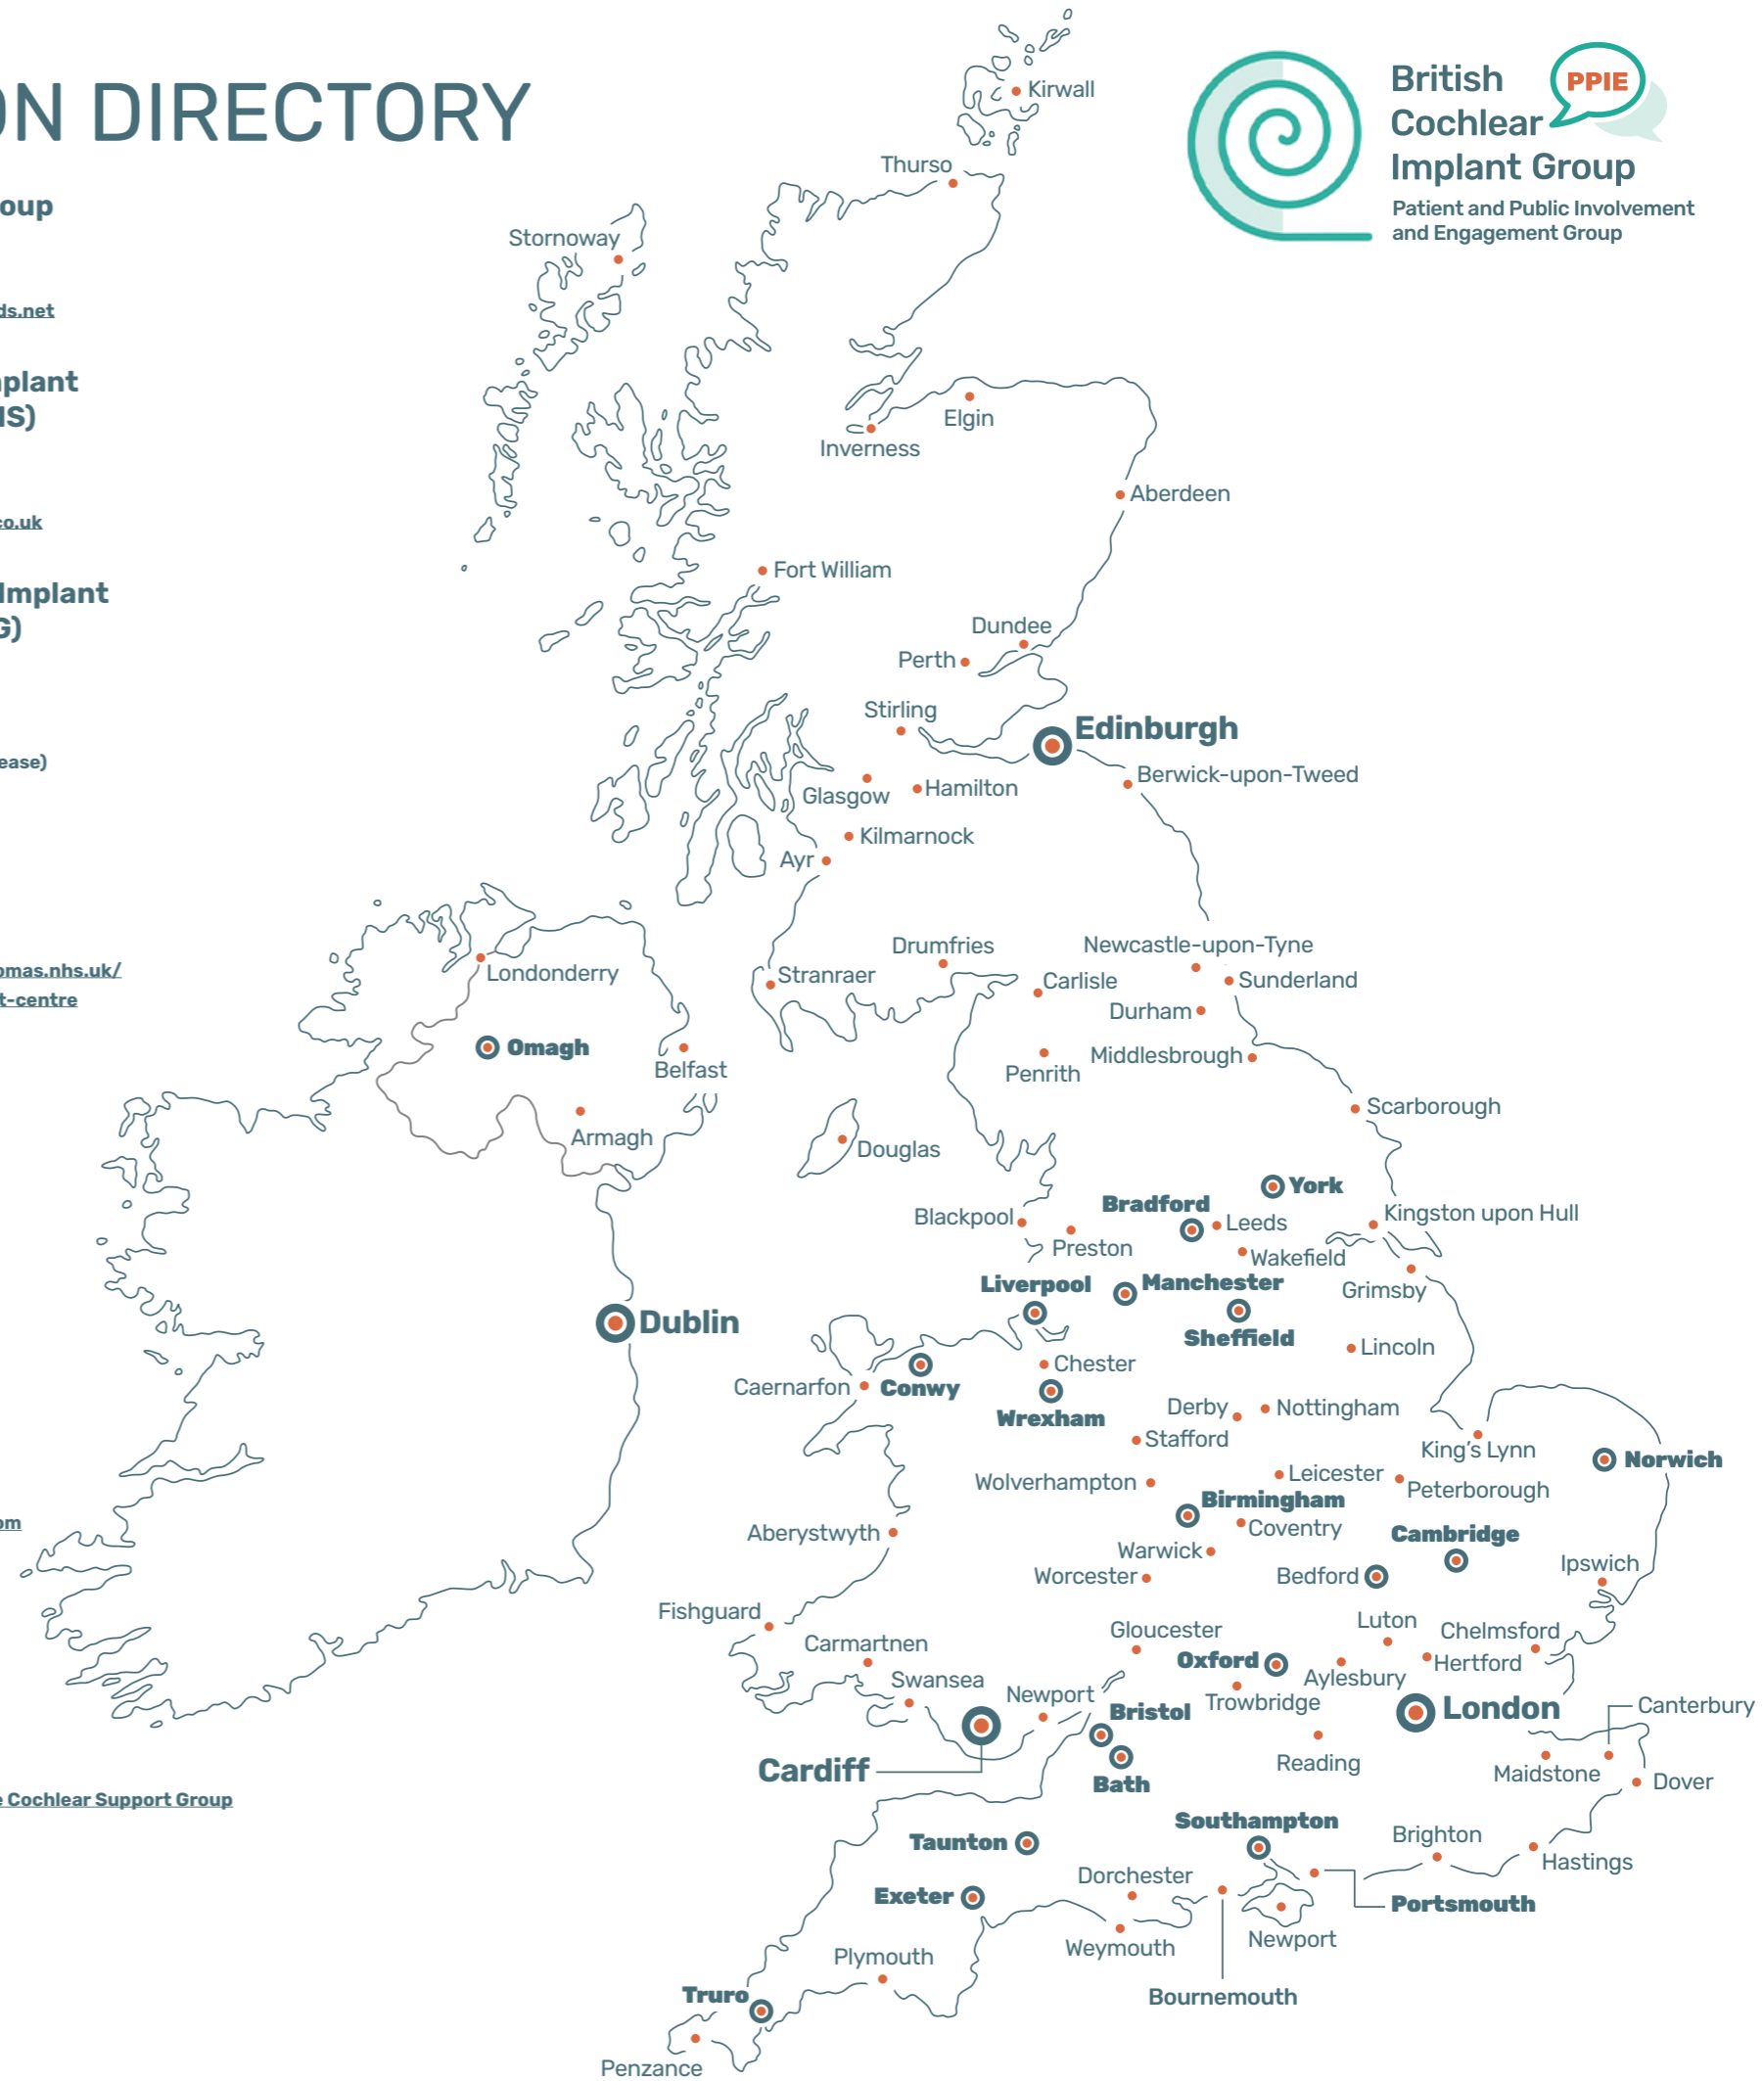 ON DIRECTORY
oup
ds.net
nplant
IS)
co.uk
Implant
G)
ease)
omas.nhs.uk/
t-centre
om
e Cochlear Support Group
British
Cochlear
Implant Group
PPIE
Patient and Public Involvement
and Engagement Group
Kirwall
Thurso
Stornoway
Elgin
Inverness
Aberdeen
Fort William
Dundee
Perth
Stirling
Edinburgh
Berwick-upon-Tweed
Glasgow
Hamilton
Kilmarnock
Ayr
Drumfries
Newcastle-upon-Tyne
Londonderry
Stranraer
Carlisle
Sunderland
Durham
Omagh
Belfast
Penrith
Middlesbrough
Scarborough
Armagh
Douglas
York
Bradford
Blackpool
Leeds
Kingston upon Hull
Preston
Wakefield
Liverpool
Manchester
Grimsby
Dublin
Sheffield
Lincoln
Chester
Caernarfon
Conwy
Wrexham
Derby
Nottingham
Stafford
King's Lynn
Norwich
Wolverhampton
Leicester
Peterborough
Birmingham
Coventry
Cambridge
Aberystwyth
Warwick
Worcester
Bedford
Ipswich
Fishguard
Luton
Chelmsford
Gloucester
Carmartnen
Oxford
Hertford
Swansea
Aylesbury
Newport
Trowbridge
Bristol
London
Canterbury
Cardiff
Reading
Bath
Maidstone
Dover
Southampton
Taunton
Brighton
Hastings
Dorchester
Exeter
Portsmouth
Weymouth
Newport
Plymouth
Bournemouth
Truro
Penzance